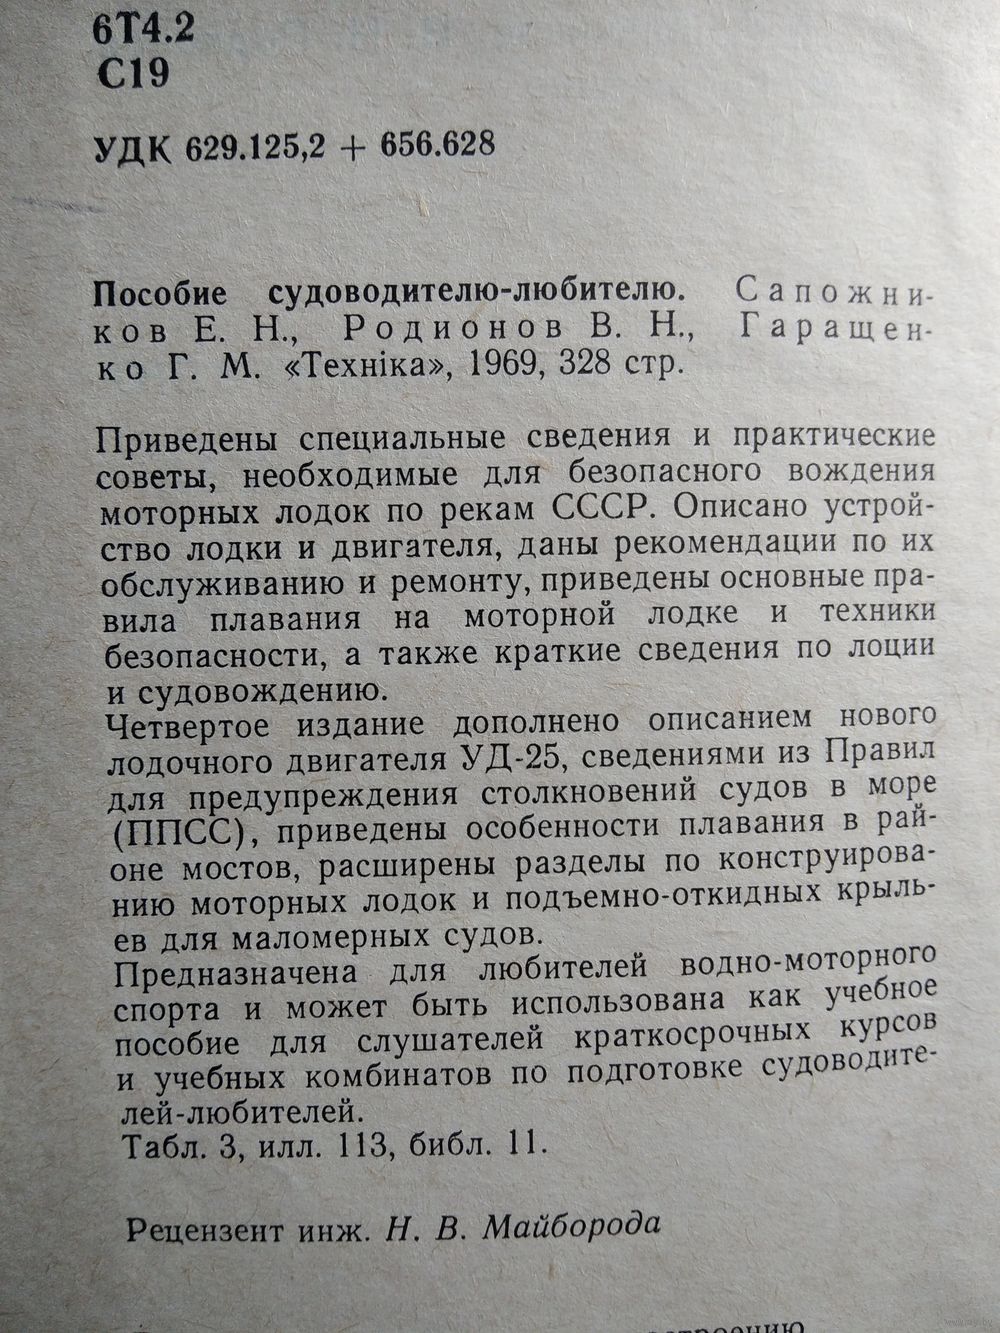 6Т4.2
С19
УДК 629.125,2 + 656.628
Пособие судоводителю-любителю. Сапожни-
ков Е. Н., Родионов В. Н., Гаращен-
ко Г. М. «Техніка», 1969, 328 стр.
Приведены специальные сведения и практические
советы, необходимые для безопасного вождения
моторных лодок по рекам СССР. Описано устрой-
ство лодки и двигателя, даны рекомендации по их
обслуживанию и ремонту, приведены основные пра-
вила плавания на моторной лодке и техники
безопасности, а также краткие сведения по лоции
и судовождению.
Четвертое издание дополнено описанием нового
лодочного двигателя УД-25, сведениями из Правил
для предупреждения столкновений судов в море
(ППСС), приведены особенности плавания в рай-
оне мостов, расширены разделы по конструирова-
нию моторных лодок и подъемно-откидных крыль-
ев для маломерных судов.
Предназначена для любителей водно-моторного
спорта и может быть использована как учебное
пособие для слушателей краткосрочных курсов
и учебных комбинатов по подготовке судоводите-
лей-любителей.
Табл. 3, илл. 113, библ. 11.
Рецензент инж. Н. В. Майборода